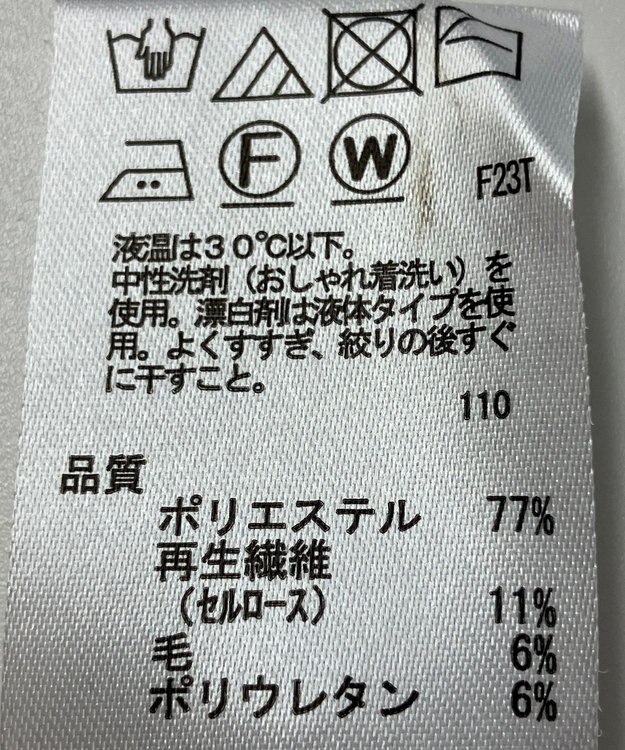 F
W
F23T
液温は30℃以下。
中性洗剤（おしゃれ着洗い）を
使用。漂白剤は液体タイプを使
用。よくすすぎ、絞りの後すぐ
に干すこと。
110
品質
ポリエステル 77%
再生繊維
（セルロース） 11%
毛 6%
ポリウレタン 6%